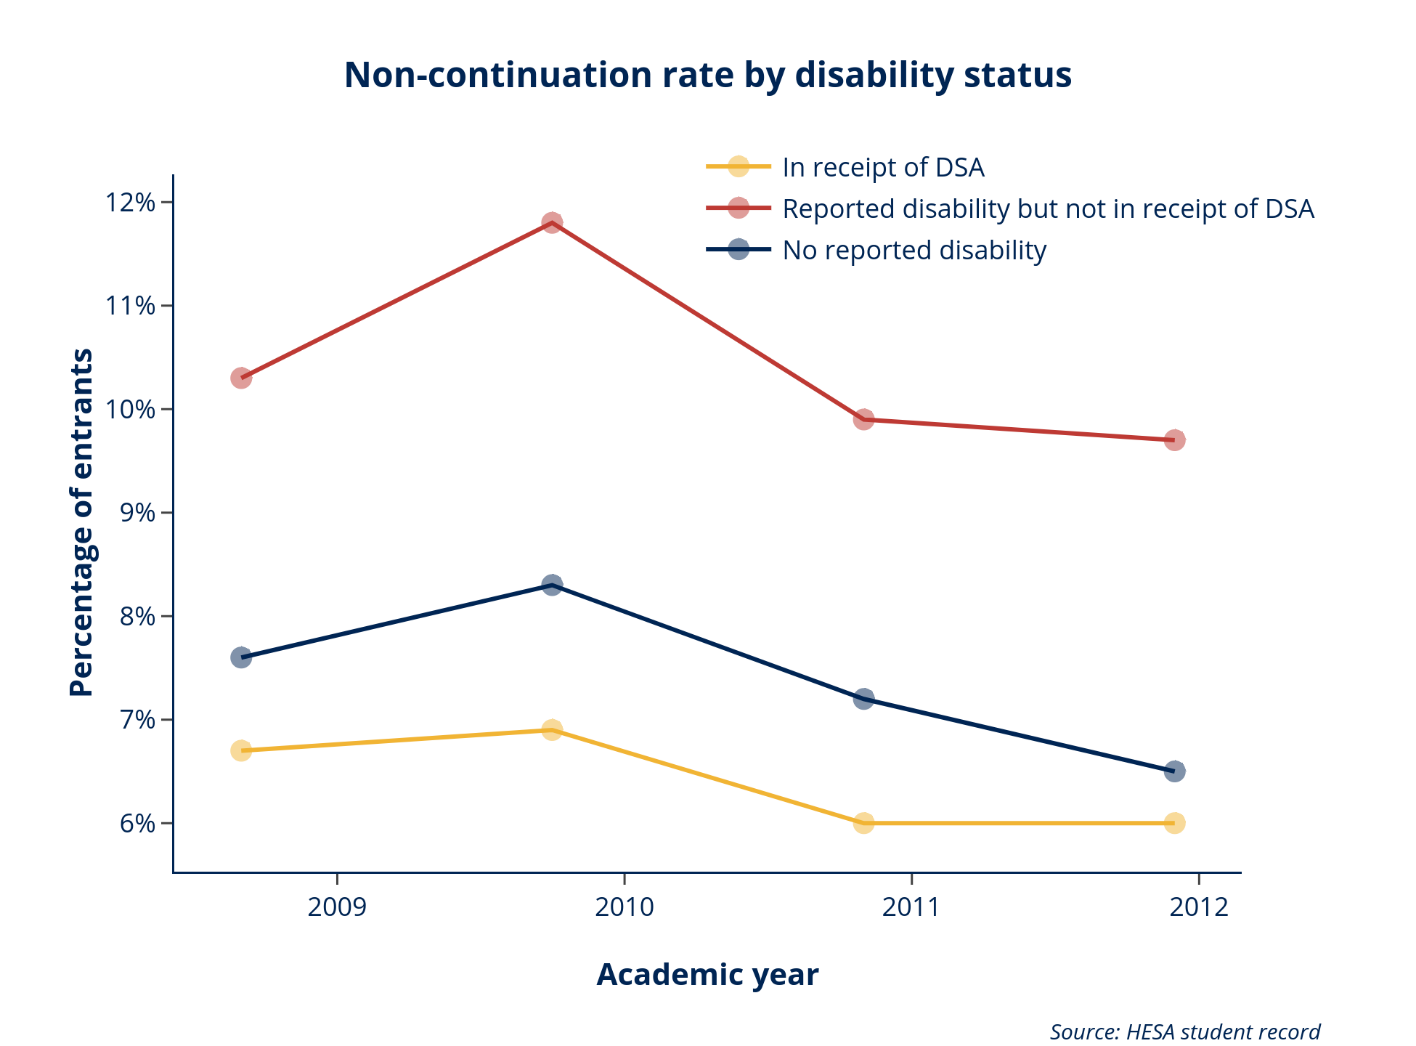 Non-continuation rate by disability status
In receipt of DSA
Reported disability but not in receipt of DSA
No reported disability
12%
11%
10%
9%
8%
7%
6%
Percentage of entrants
2009 2010 2011 2012
Academic year
Source: HESA student record